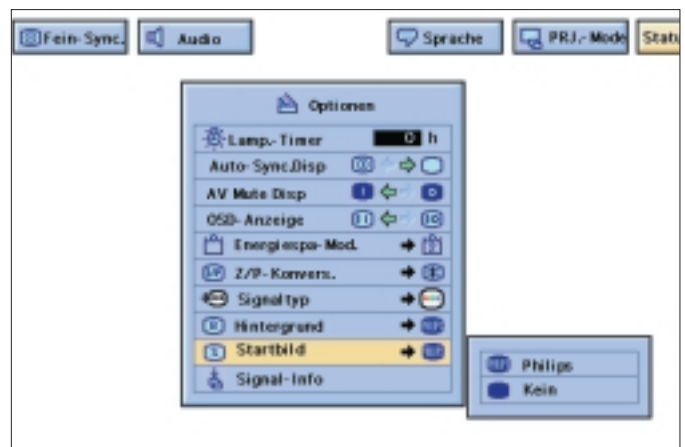 Fein-Sync.
Audio
Sprache
PRJ.-Mode
Statu
Optionen
Lamp.-Timer 0 h
Auto-Sync.Disp
AV Mute Disp
OSD-Anzeige
Energiespa-Mod.
Z/P-Konvers.
Signaltyp
Hintergrund
Startbild
Signal-Info
Philips
Kein